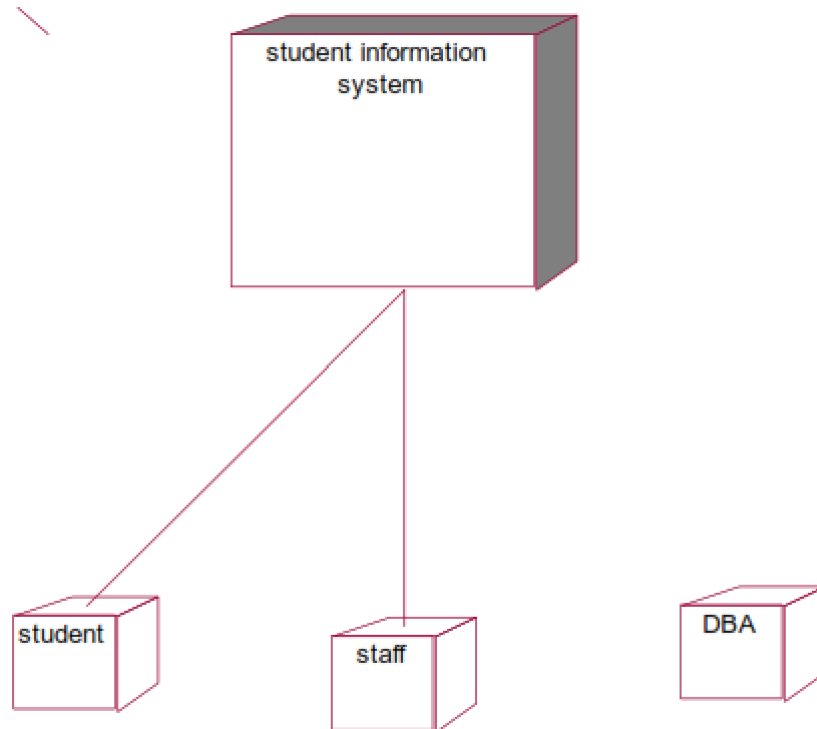 student information
system
student
staff
DBA